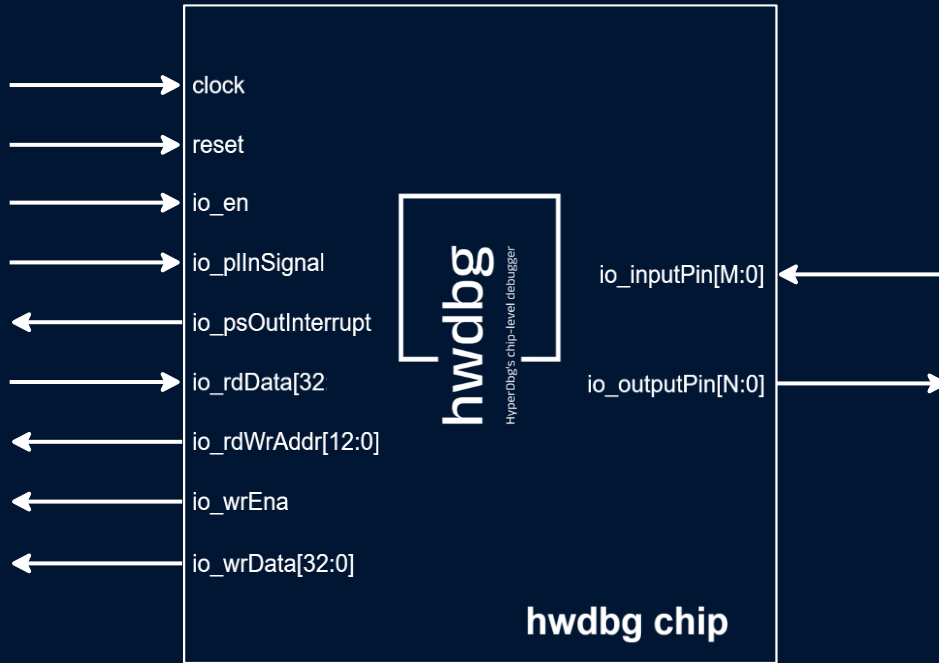 clock
reset
io_en
io_plInSignal
io_psOutInterrupt
io_rdData[32
io_rdWrAddr[12:0]
io_wrEna
io_wrData[32:0]
hwdbg
HyperDbg's chip-level debugger
io_inputPin[M:0]
io_outputPin[N:0]
hwdbg chip